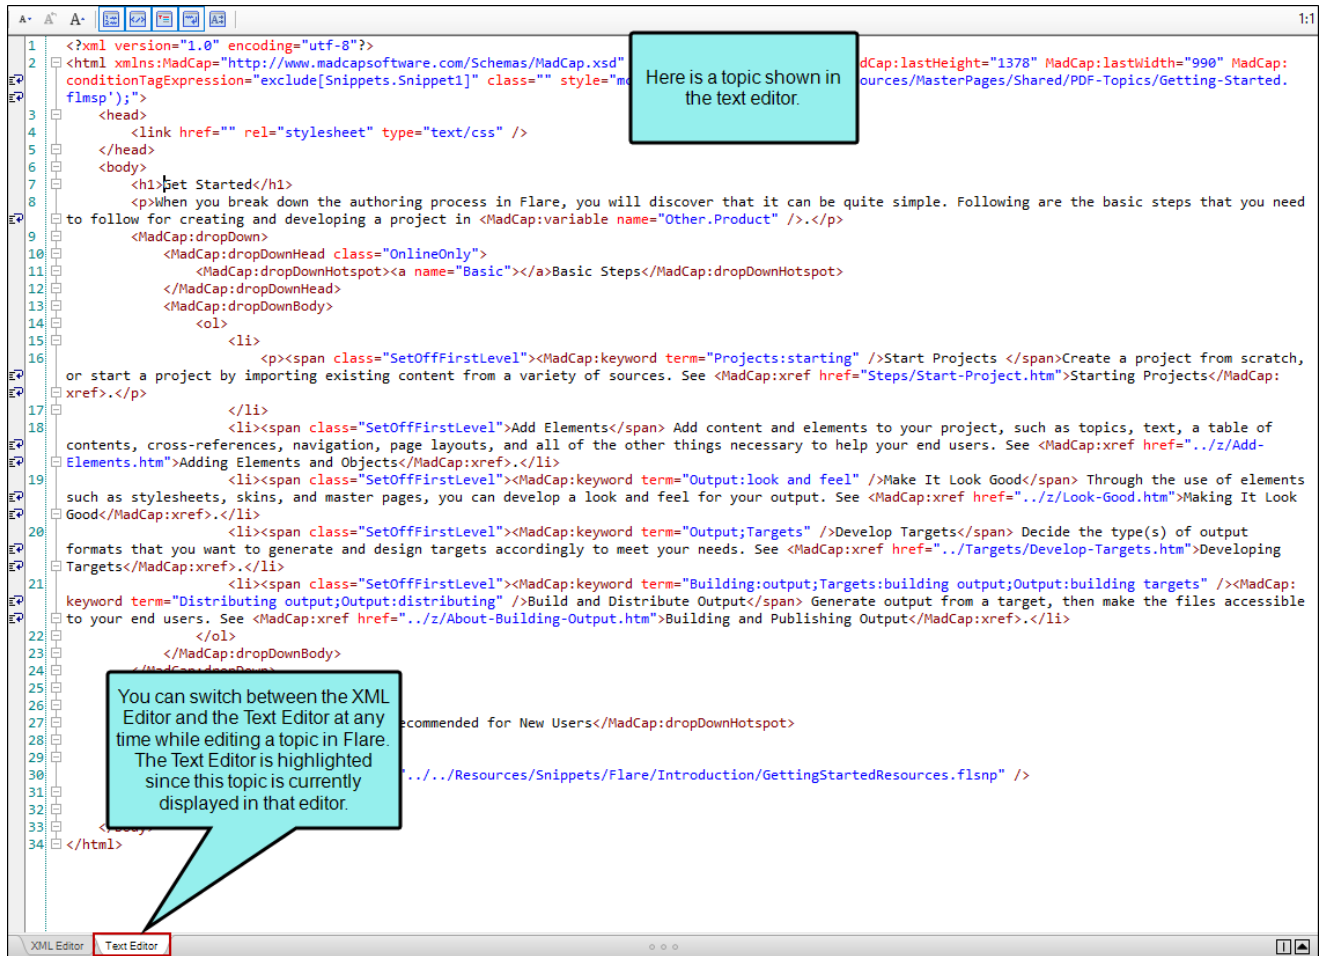 A- A A- 1:1
1 <?xml version="1.0" encoding="utf-8"?>
2 <html xmlns:MadCap="http://www.madcapsoftware.com/Schemas/MadCap.xsd" dCap:lastHeight="1378" MadCap:lastWidth="990" MadCap:
conditionTagExpression="exclude[Snippets.Snippet1]" class="" style="m ources/MasterPages/Shared/PDF-Topics/Getting-Started.
flmsp');">
Here is a topic shown in
the text editor.
3 <head>
4 <link href="" rel="stylesheet" type="text/css" />
5 </head>
6 <body>
7 <h1>Get Started</h1>
8 <p>When you break down the authoring process in Flare, you will discover that it can be quite simple. Following are the basic steps that you need
to follow for creating and developing a project in <MadCap:variable name="Other.Product" />.</p>
9 <MadCap:dropDown>
10 <MadCap:dropDownHead class="OnlineOnly">
11 <MadCap:dropDownHotspot><a name="Basic"></a>Basic Steps</MadCap:dropDownHotspot>
12 </MadCap:dropDownHead>
13 <MadCap:dropDownBody>
14 <ol>
15 <li>
16 <p><span class="SetOffFirstLevel"><MadCap:keyword term="Projects:starting" />Start Projects </span>Create a project from scratch,
or start a project by importing existing content from a variety of sources. See <MadCap:xref href="Steps/Start-Project.htm">Starting Projects</MadCap:
xref>.</p>
17 </li>
18 <li><span class="SetOffFirstLevel">Add Elements</span> Add content and elements to your project, such as topics, text, a table of
contents, cross-references, navigation, page layouts, and all of the other things necessary to help your end users. See <MadCap:xref href="../z/Add-
Elements.htm">Adding Elements and Objects</MadCap:xref>.</li>
19 <li><span class="SetOffFirstLevel"><MadCap:keyword term="Output:look and feel" />Make It Look Good</span> Through the use of elements
such as stylesheets, skins, and master pages, you can develop a look and feel for your output. See <MadCap:xref href="../z/Look-Good.htm">Making It Look
Good</MadCap:xref>.</li>
20 <li><span class="SetOffFirstLevel"><MadCap:keyword term="Output;Targets" />Develop Targets</span> Decide the type(s) of output
formats that you want to generate and design targets accordingly to meet your needs. See <MadCap:xref href="../Targets/Develop-Targets.htm">Developing
Targets</MadCap:xref>.</li>
21 <li><span class="SetOffFirstLevel"><MadCap:keyword term="Building:output;Targets:building output;Output:building targets" /><MadCap:
keyword term="Distributing output;Output:distributing" />Build and Distribute Output</span> Generate output from a target, then make the files accessible
to your end users. See <MadCap:xref href="../z/About-Building-Output.htm">Building and Publishing Output</MadCap:xref>.</li>
22 </ol>
23 </MadCap:dropDownBody>
24
25
26
27 ecommended for New Users</MadCap:dropDownHotspot>
28
29
30 "../../Resources/Snippets/Flare/Introduction/GettingStartedResources.flsnp" />
31
32
33
34 </html>
You can switch between the XML
Editor and the Text Editor at any
time while editing a topic in Flare.
The Text Editor is highlighted
since this topic is currently
displayed in that editor.
XML Editor Text Editor